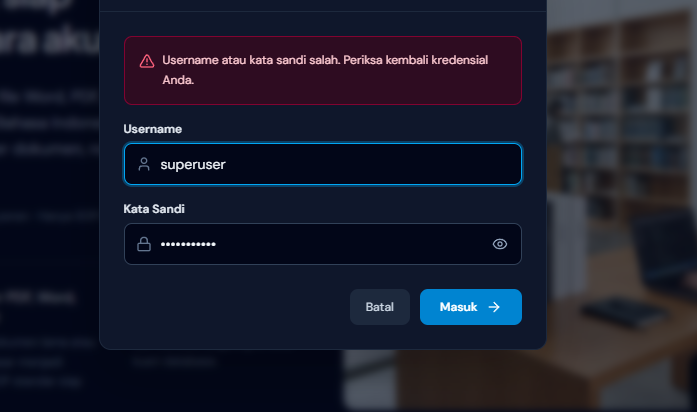 Username atau kata sandi salah. Periksa kembali kredensial
Anda.
Username
superuser
Kata Sandi
•••••••••••
Batal
Masuk